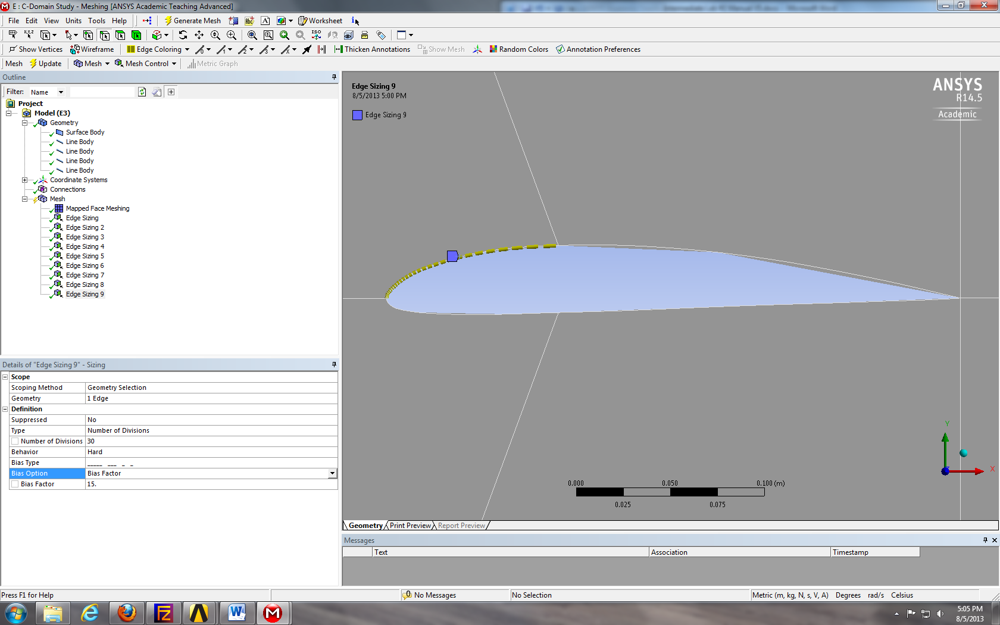 E : C-Domain Study - Meshing [ANSYS Academic Teaching Advanced]
File Edit View Units Tools Help Generate Mesh Worksheet
Show Vertices Wireframe Edge Coloring Thicken Annotations Show Mesh Random Colors Annotation Preferences
Mesh Update Mesh Mesh Control Metric Graph
Outline
Filter: Name
Project
Model (E3)
Geometry
Surface Body
Line Body
Line Body
Line Body
Line Body
Coordinate Systems
Connections
Mesh
Mapped Face Meshing
Edge Sizing
Edge Sizing 2
Edge Sizing 3
Edge Sizing 4
Edge Sizing 5
Edge Sizing 6
Edge Sizing 7
Edge Sizing 8
Edge Sizing 9
Details of "Edge Sizing 9" - Sizing
Scope
Scoping Method Geometry Selection
Geometry 1 Edge
Definition
Suppressed No
Type Number of Divisions
Number of Divisions 30
Behavior Hard
Bias Type _____ ___ _ _
Bias Option Bias Factor
Bias Factor 15.
Edge Sizing 9
8/5/2013 5:00 PM
Edge Sizing 9
ANSYS
R14.5
Academic
Y
X
0.000 0.050 0.100 (m)
0.025 0.075
Geometry Print Preview Report Preview
Messages
Text Association Timestamp
Press F1 for Help
0 No Messages
No Selection
Metric (m, kg, N, s, V, A) Degrees rad/s Celsius
5:05 PM
8/5/2013